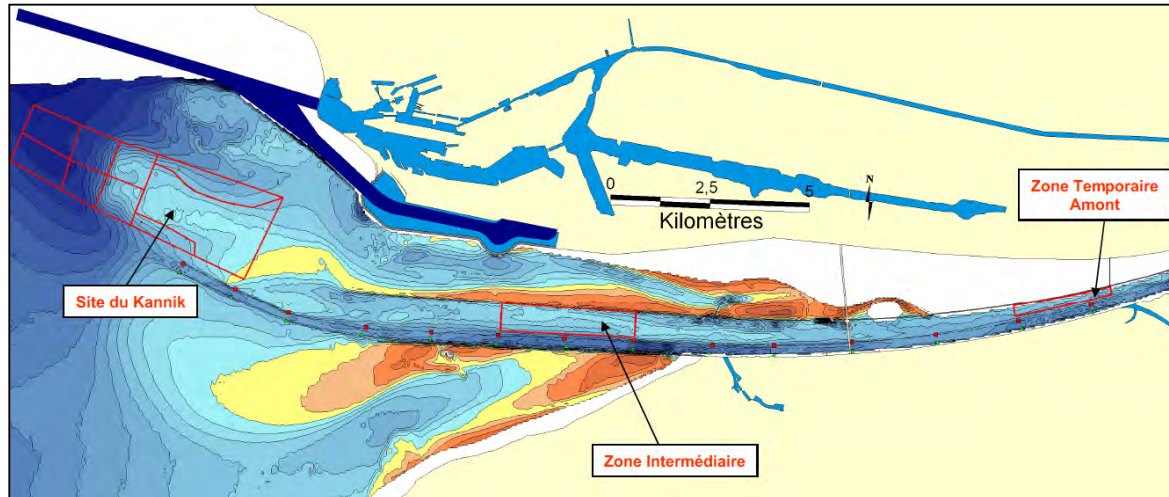 N
0 2,5 5
Kilomètres
Zone Temporaire
Amont
Site du Kannik
Zone Intermédiaire